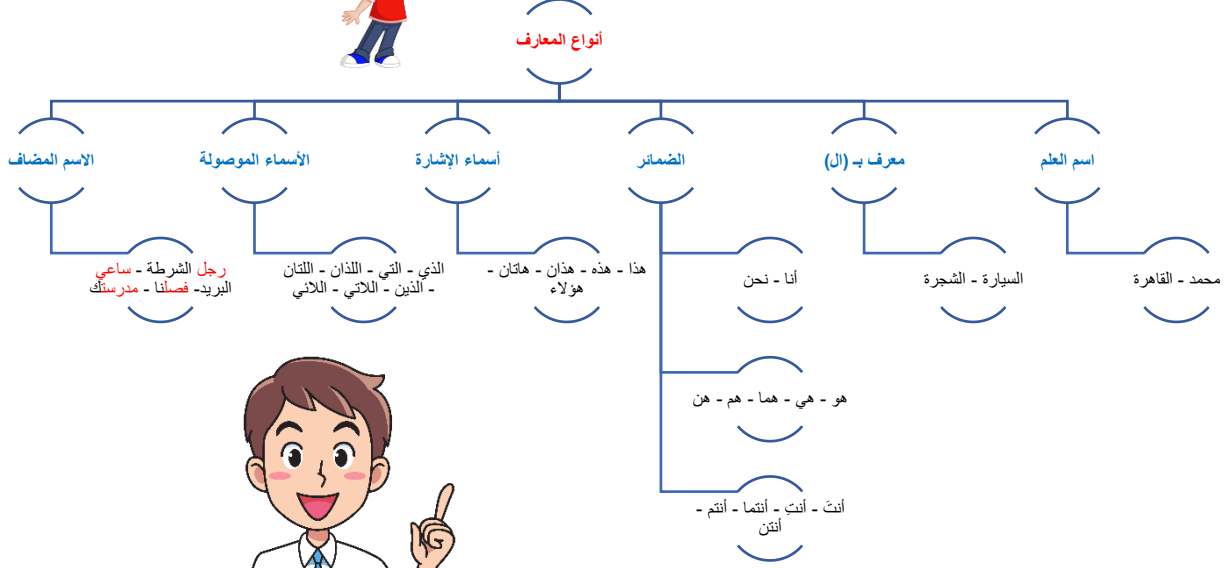 أنواع المعارف
اسم العلم
معرف بـ (ال)
الضمائر
أسماء الإشارة
الأسماء الموصولة
الاسم المضاف
محمد - القاهرة
السيارة - الشجرة
أنا - نحن
هذا - هذه - هذان - هاتان -
هؤلاء
الذي - التي - اللذان - اللتان
- الذين - اللاتي - اللائي
رجل الشرطة - ساعي
البريد- فصلنا - مدرستك
هو - هي - هما - هم - هن
أنتَ - أنتِ - أنتما - أنتم -
أنتن